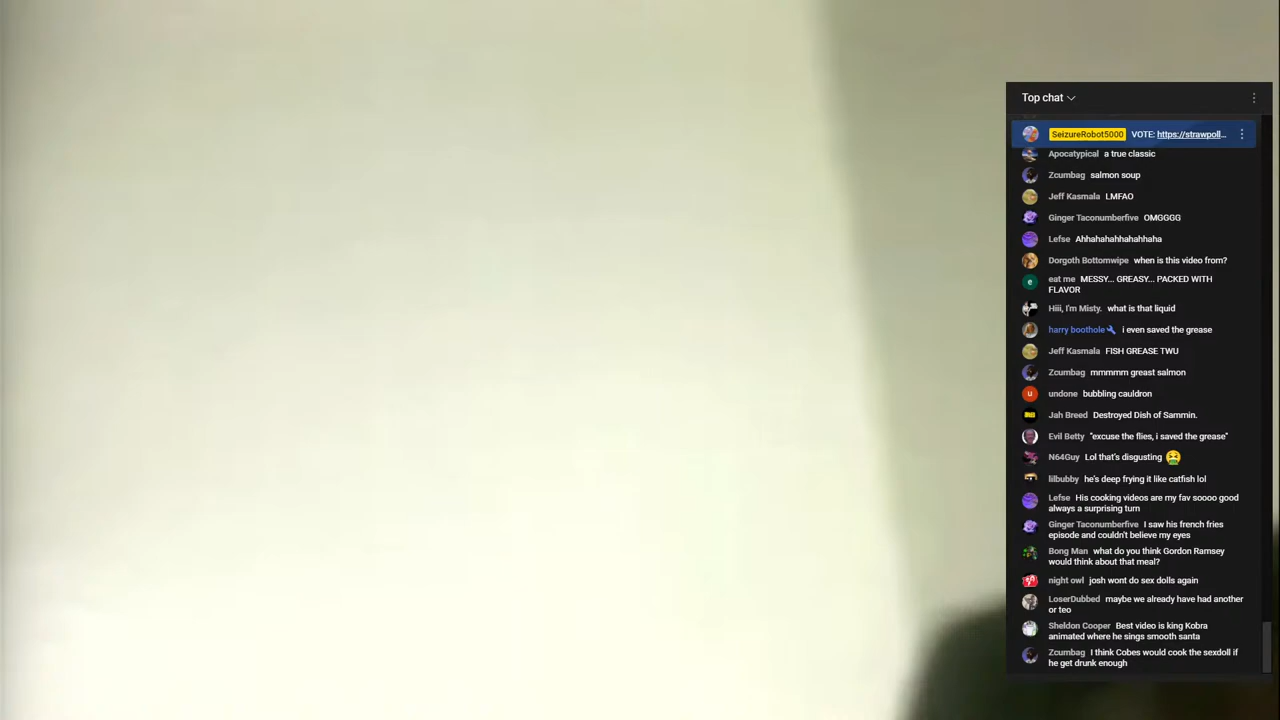 Top chat
SeizureRobot5000 VOTE: https://strawpoll...
Apocatypical a true classic
Zcumbag salmon soup
Jeff Kasmala LMFAO
Ginger Taconumberfive OMGGGG
Lefse Ahhahahahhahahhaha
Dorgoth Bottomwipe when is this video from?
eat me MESSY... GREASY... PACKED WITH
FLAVOR
Hiii, I'm Misty. what is that liquid
harry boothole i even saved the grease
Jeff Kasmala FISH GREASE TWU
Zcumbag mmmmm greast salmon
undone bubbling cauldron
Jah Breed Destroyed Dish of Sammin.
Evil Betty "excuse the flies, i saved the grease"
N64Guy Lol that's disgusting 🤮
lilbubby he's deep frying it like catfish lol
Lefse His cooking videos are my fav soooo good
always a surprising turn
Ginger Taconumberfive I saw his french fries
episode and couldn't believe my eyes
Bong Man what do you think Gordon Ramsey
would think about that meal?
night owl josh wont do sex dolls again
LoserDubbed maybe we already have had another
or teo
Sheldon Cooper Best video is king Kobra
animated where he sings smooth santa
Zcumbag I think Cobes would cook the sexdoll if
he get drunk enough